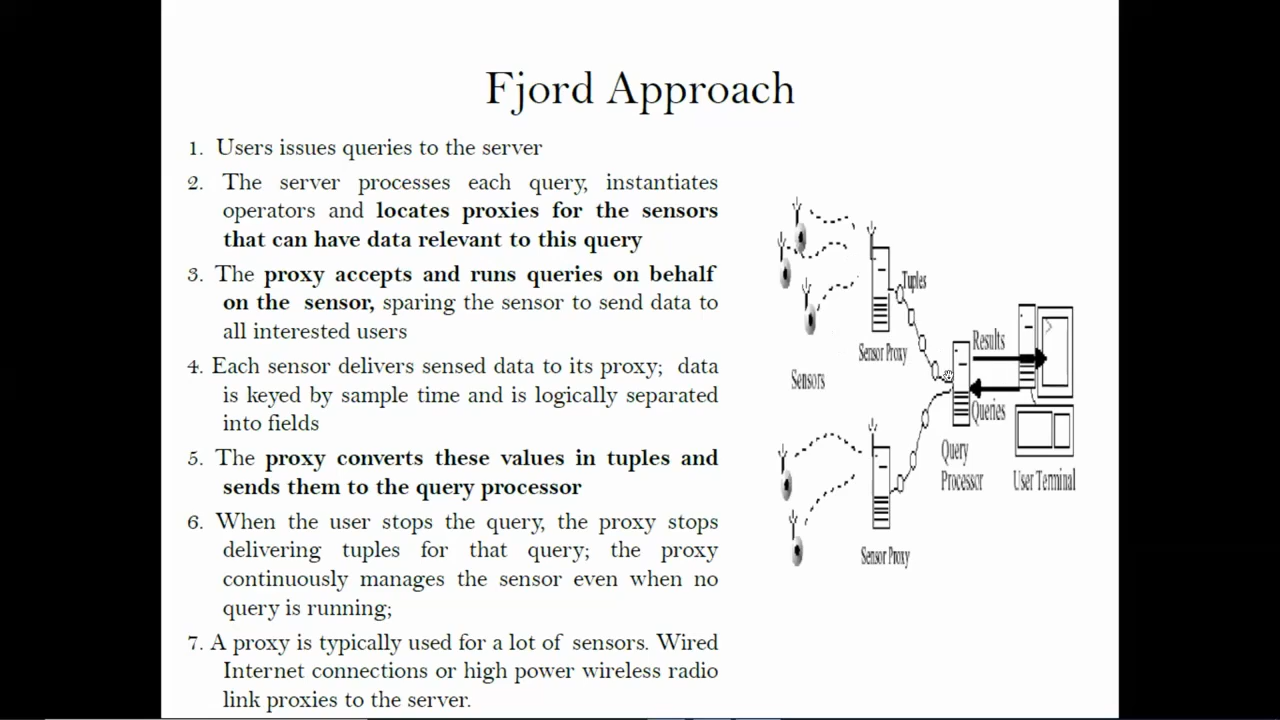 Fjord Approach
1. Users issues queries to the server
2. The server processes each query, instantiates
operators and locates proxies for the sensors
that can have data relevant to this query
3. The proxy accepts and runs queries on behalf
on the sensor, sparing the sensor to send data to
all interested users
4. Each sensor delivers sensed data to its proxy; data
is keyed by sample time and is logically separated
into fields
5. The proxy converts these values in tuples and
sends them to the query processor
6. When the user stops the query, the proxy stops
delivering tuples for that query; the proxy
continuously manages the sensor even when no
query is running;
7. A proxy is typically used for a lot of sensors. Wired
Internet connections or high power wireless radio
link proxies to the server.
Tuples
Sensor Proxy
Sensors
Results
Queries
Query
Processor
User Terminal
Sensor Proxy